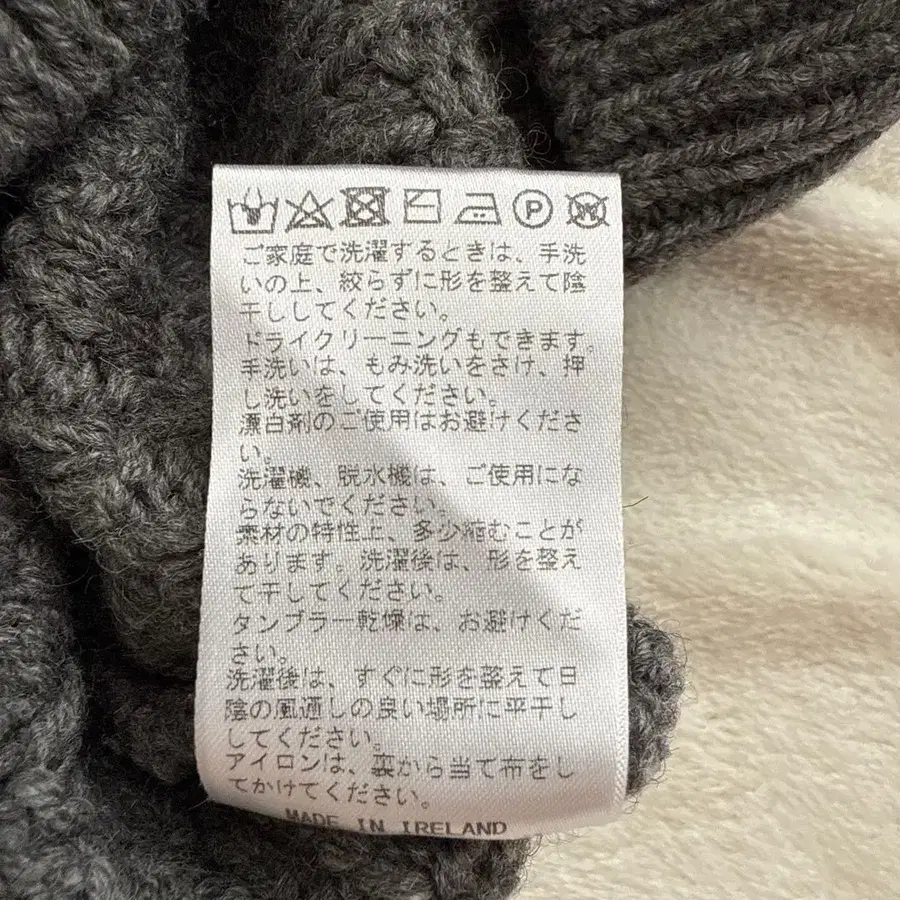 P W
ご家庭で洗濯するときは、手洗
いの上、絞らずに形を整えて陰
干ししてください。
ドライクリーニングもできます。
手洗いは、もみ洗いをさけ、押
し洗いをしてください。
漂白剤のご使用はお避けくださ
い。
洗濯機、脱水機は、ご使用にな
らないでください。
素材の特性上、多少縮むことが
あります。洗濯後は、形を整え
て干してください。
タンブラー乾燥は、お避けくだ
さい。
洗濯後は、すぐに形を整えて日
陰の風通しの良い場所に平干し
してください。
アイロンは、裏から当て布をし
てかけてください。
MADE IN IRELAND